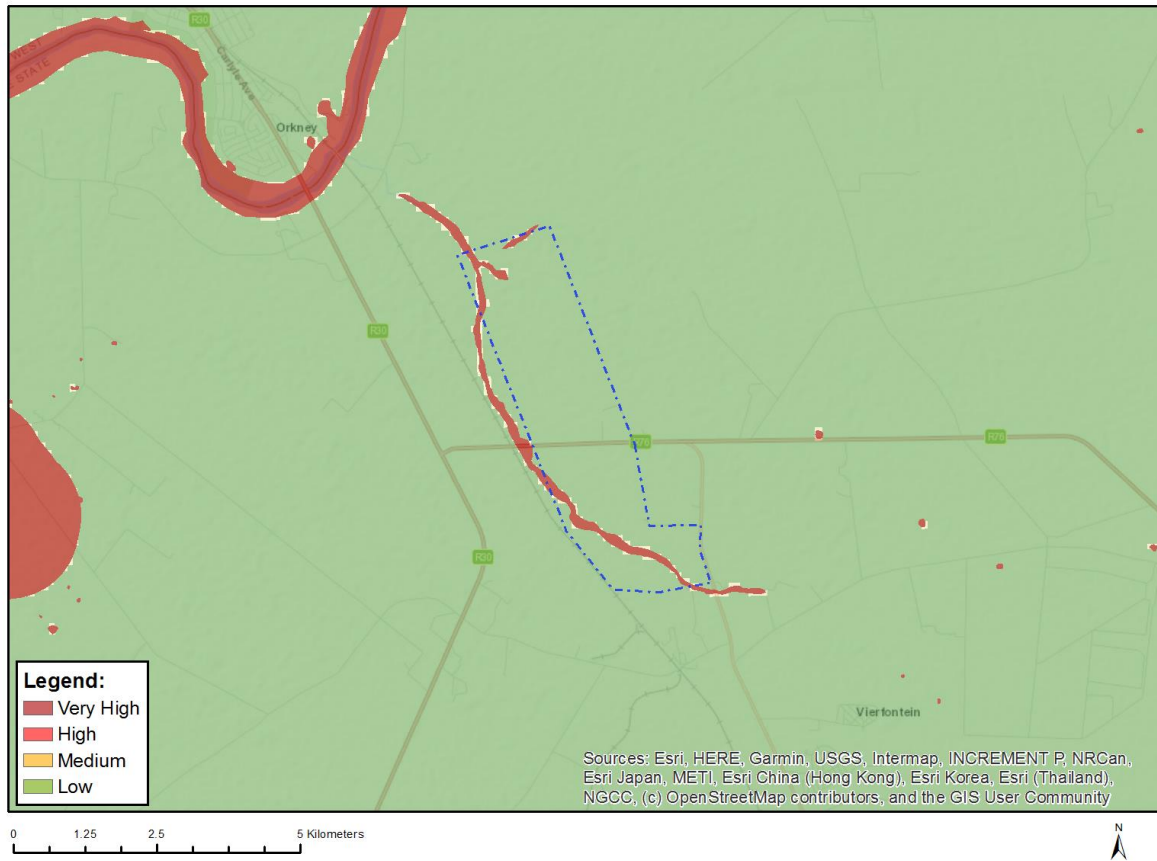 R30
WEST
STATE
Carlyle Ave
Orkney
R30
R76
R76
R30
Vierfontein
Legend:
Very High
High
Medium
Low
Sources: Esri, HERE, Garmin, USGS, Intermap, INCREMENT P, NRCan,
Esri Japan, METI, Esri China (Hong Kong), Esri Korea, Esri (Thailand),
NGCC, (c) OpenStreetMap contributors, and the GIS User Community
0 1.25 2.5 5 Kilometers
N